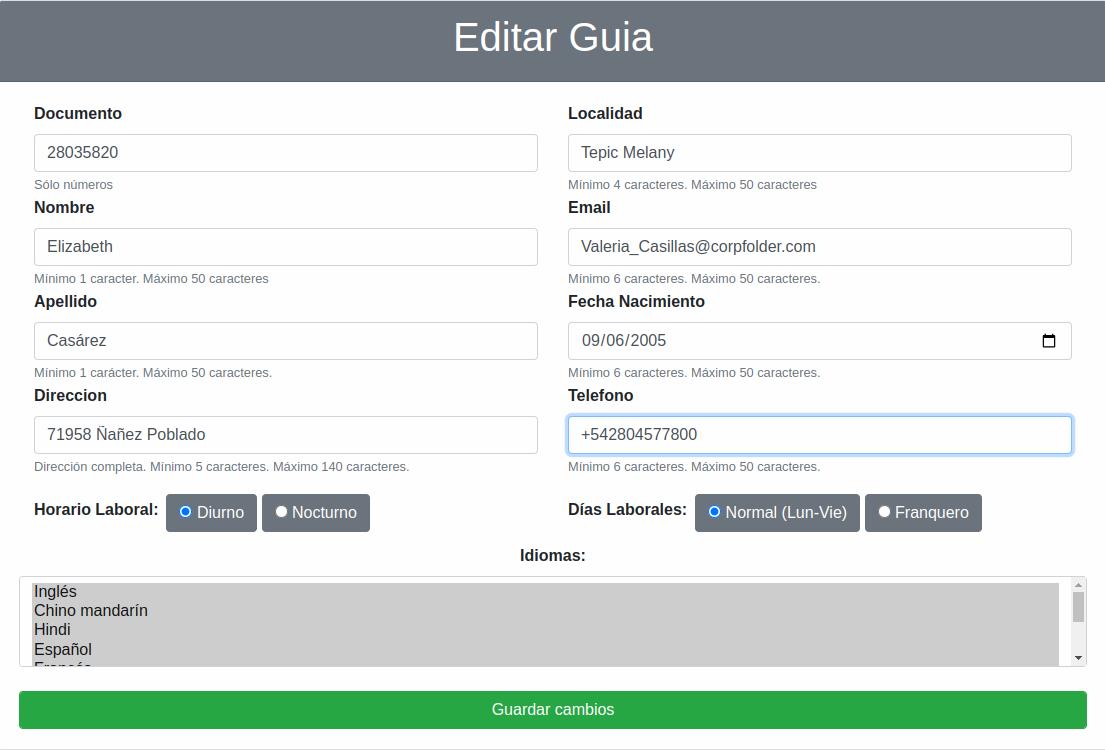 Editar Guia
Documento
28035820
Sólo números
Nombre
Elizabeth
Mínimo 1 caracter. Máximo 50 caracteres
Apellido
Casárez
Mínimo 1 carácter. Máximo 50 caracteres.
Direccion
71958 Ñañez Poblado
Dirección completa. Mínimo 5 caracteres. Máximo 140 caracteres.
Horario Laboral: Diurno Nocturno
Localidad
Tepic Melany
Mínimo 4 caracteres. Máximo 50 caracteres
Email
Valeria_Casillas@corpfolder.com
Mínimo 6 caracteres. Máximo 50 caracteres.
Fecha Nacimiento
09/06/2005
Mínimo 6 caracteres. Máximo 50 caracteres.
Telefono
+542804577800
Mínimo 6 caracteres. Máximo 50 caracteres.
Días Laborales: Normal (Lun-Vie) Franquero
Idiomas:
Inglés
Chino mandarín
Hindi
Español
Francés
Guardar cambios